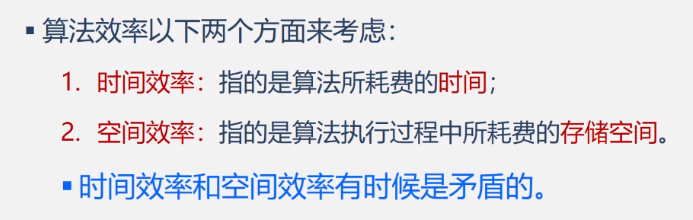 ▪ 算法效率以下两个方面来考虑：
1. 时间效率：指的是算法所耗费的时间；
2. 空间效率：指的是算法执行过程中所耗费的存储空间。
▪ 时间效率和空间效率有时候是矛盾的。